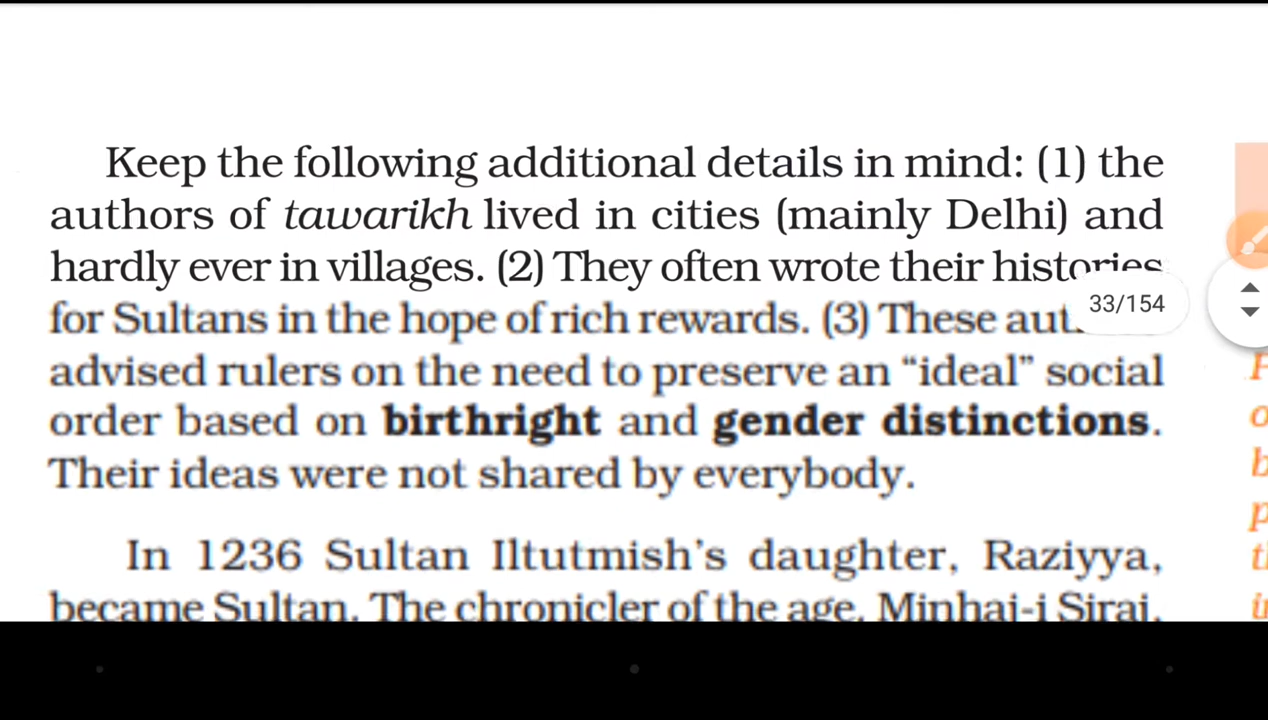 Keep the following additional details in mind: (1) the
authors of tawarikh lived in cities (mainly Delhi) and
hardly ever in villages. (2) They often wrote their histories
for Sultans in the hope of rich rewards. (3) These
33/154
advised rulers on the need to preserve an “ideal” social
order based on birthright and gender distinctions.
Their ideas were not shared by everybody.
In 1236 Sultan Iltutmish’s daughter, Raziyya,
became Sultan. The chronicler of the age, Minhaj-i Siraj,